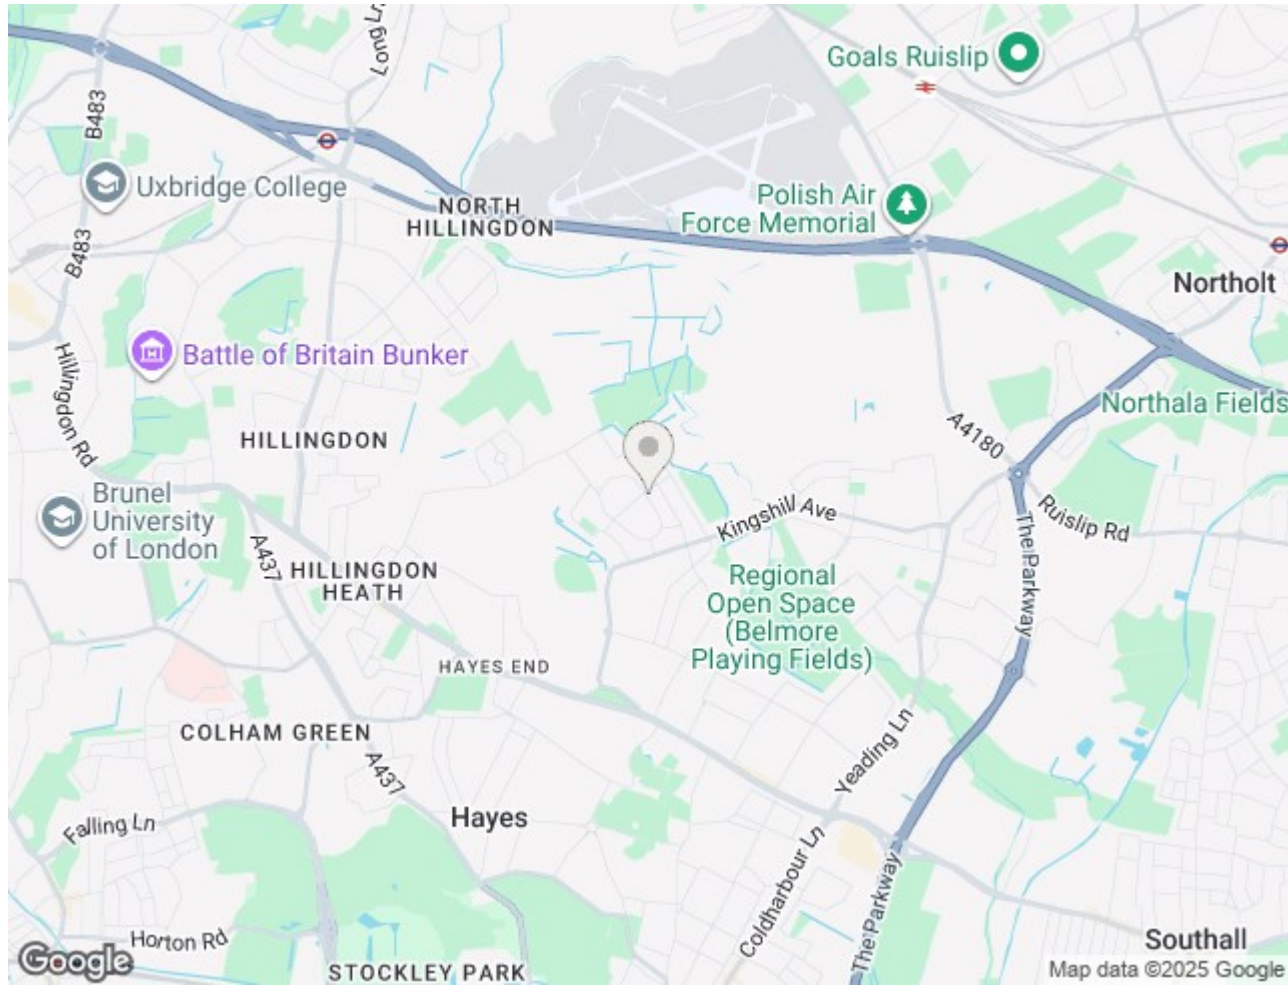 Long Ln
Goals Ruislip
B483
Uxbridge College
Polish Air
Force Memorial
NORTH
HILLINGDON
B483
Northolt
Hillingdon Rd
Battle of Britain Bunker
Northala Fields
HILLINGDON
A4180
Brunel
University
of London
Kingshill Ave
Ruislip Rd
A437
The Parkway
HILLINGDON
HEATH
Regional
Open Space
(Belmore
Playing Fields)
HAYES END
COLHAM GREEN
A437
Yeading Ln
Hayes
Falling Ln
Coldharbour Ln
The Parkway
Horton Rd
Southall
Google
STOCKLEY PARK
Map data ©2025 Google